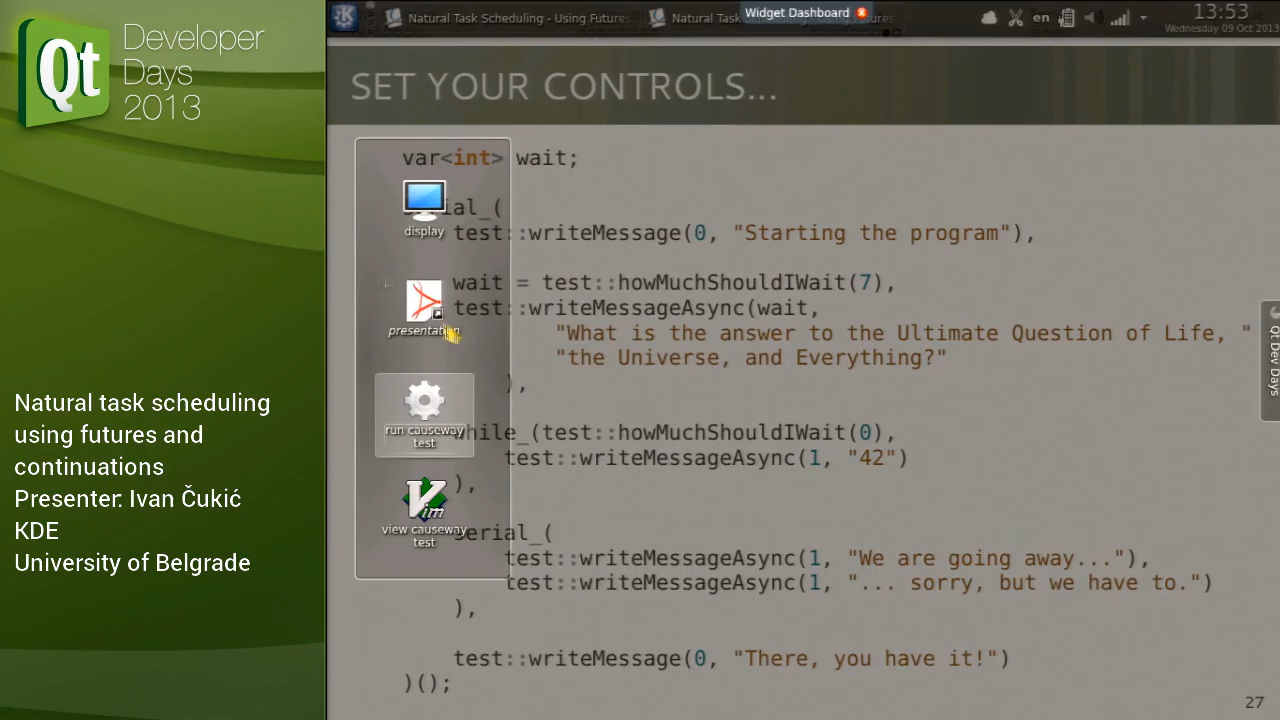 Qt
Developer
Days
2013
Natural task scheduling
using futures and
continuations
Presenter: Ivan Čukić
KDE
University of Belgrade
Natural Task Scheduling - Using Future
Widget Dashboard
en
13:53
Wednesday 09 Oct 2013
SET YOUR CONTROLS...
var<int> wait;
test::writeMessage(0, "Starting the program"),
wait = test::howMuchShouldIWait(7),
test::writeMessageAsync(wait,
"What is the answer to the Ultimate Question of Life, "
"the Universe, and Everything?"
),
while_(test::howMuchShouldIWait(0),
test::writeMessageAsync(1, "42")
),
serial_(
test::writeMessageAsync(1, "We are going away..."),
test::writeMessageAsync(1, "... sorry, but we have to.")
),
test::writeMessage(0, "There, you have it!")
)();
display
presentation
run causeway
test
Vim
view causeway
test
Qt Dev Days
27